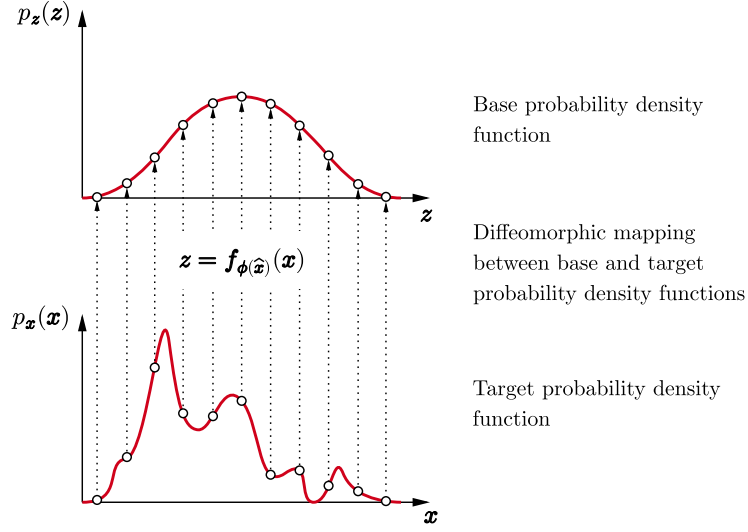 p_z(z)
Base probability density
function
z
Diffeomorphic mapping
between base and target
probability density functions
z = f_{ϕ(x̂)}(x)
p_x(x)
Target probability density
function
x